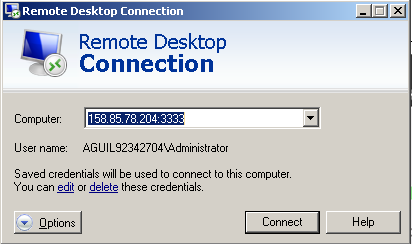 Remote Desktop Connection
Remote Desktop
Connection
Computer: 158.85.78.204:3333
User name: AGUIL92342704\Administrator
Saved credentials will be used to connect to this computer.
You can edit or delete these credentials.
Options Connect Help